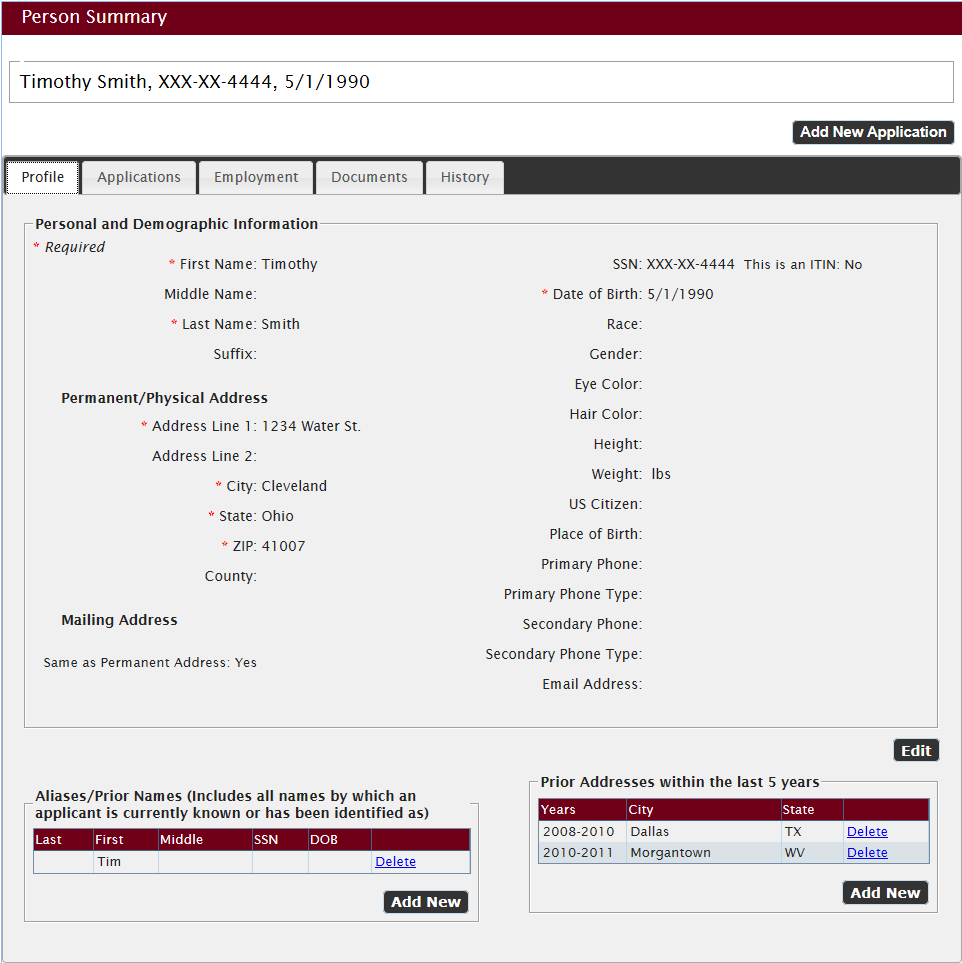 Person Summary
Timothy Smith, XXX-XX-4444, 5/1/1990
Add New Application
Profile Applications Employment Documents History
Personal and Demographic Information
* Required
* First Name: Timothy
Middle Name:
* Last Name: Smith
Suffix:
Permanent/Physical Address
* Address Line 1: 1234 Water St.
Address Line 2:
* City: Cleveland
* State: Ohio
* ZIP: 41007
County:
Mailing Address
Same as Permanent Address: Yes
SSN: XXX-XX-4444 This is an ITIN: No
* Date of Birth: 5/1/1990
Race:
Gender:
Eye Color:
Hair Color:
Height:
Weight: lbs
US Citizen:
Place of Birth:
Primary Phone:
Primary Phone Type:
Secondary Phone:
Secondary Phone Type:
Email Address:
Edit
Aliases/Prior Names (Includes all names by which an
applicant is currently known or has been identified as)
Last First Middle SSN DOB
Tim Delete
Add New
Prior Addresses within the last 5 years
Years City State
2008-2010 Dallas TX Delete
2010-2011 Morgantown WV Delete
Add New